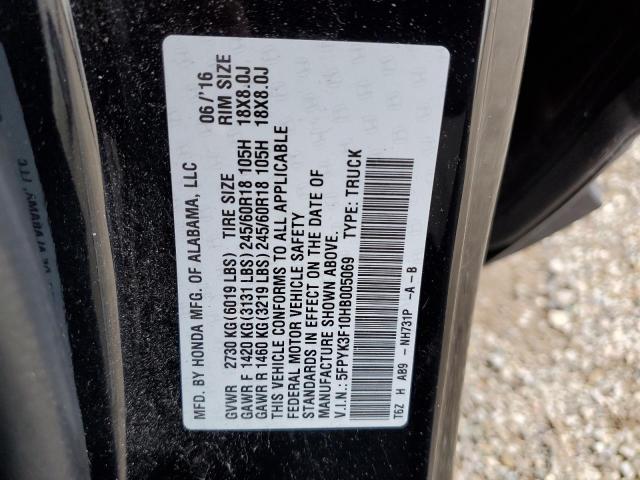 MFD. BY HONDA MFG. OF ALABAMA, LLC 06/'16
GVWR 2730 KG (6019 LBS) TIRE SIZE RIM SIZE
GAWR F 1420 KG (3131 LBS) 245/60R18 105H 18X8.0J
GAWR R 1460 KG (3219 LBS) 245/60R18 105H 18X8.0J
THIS VEHICLE CONFORMS TO ALL APPLICABLE
FEDERAL MOTOR VEHICLE SAFETY
STANDARDS IN EFFECT ON THE DATE OF
MANUFACTURE SHOWN ABOVE.
V.I.N.: 5FPYK3F10HB005069 TYPE: TRUCK
T6Z H AB9 - NH731P -A-B